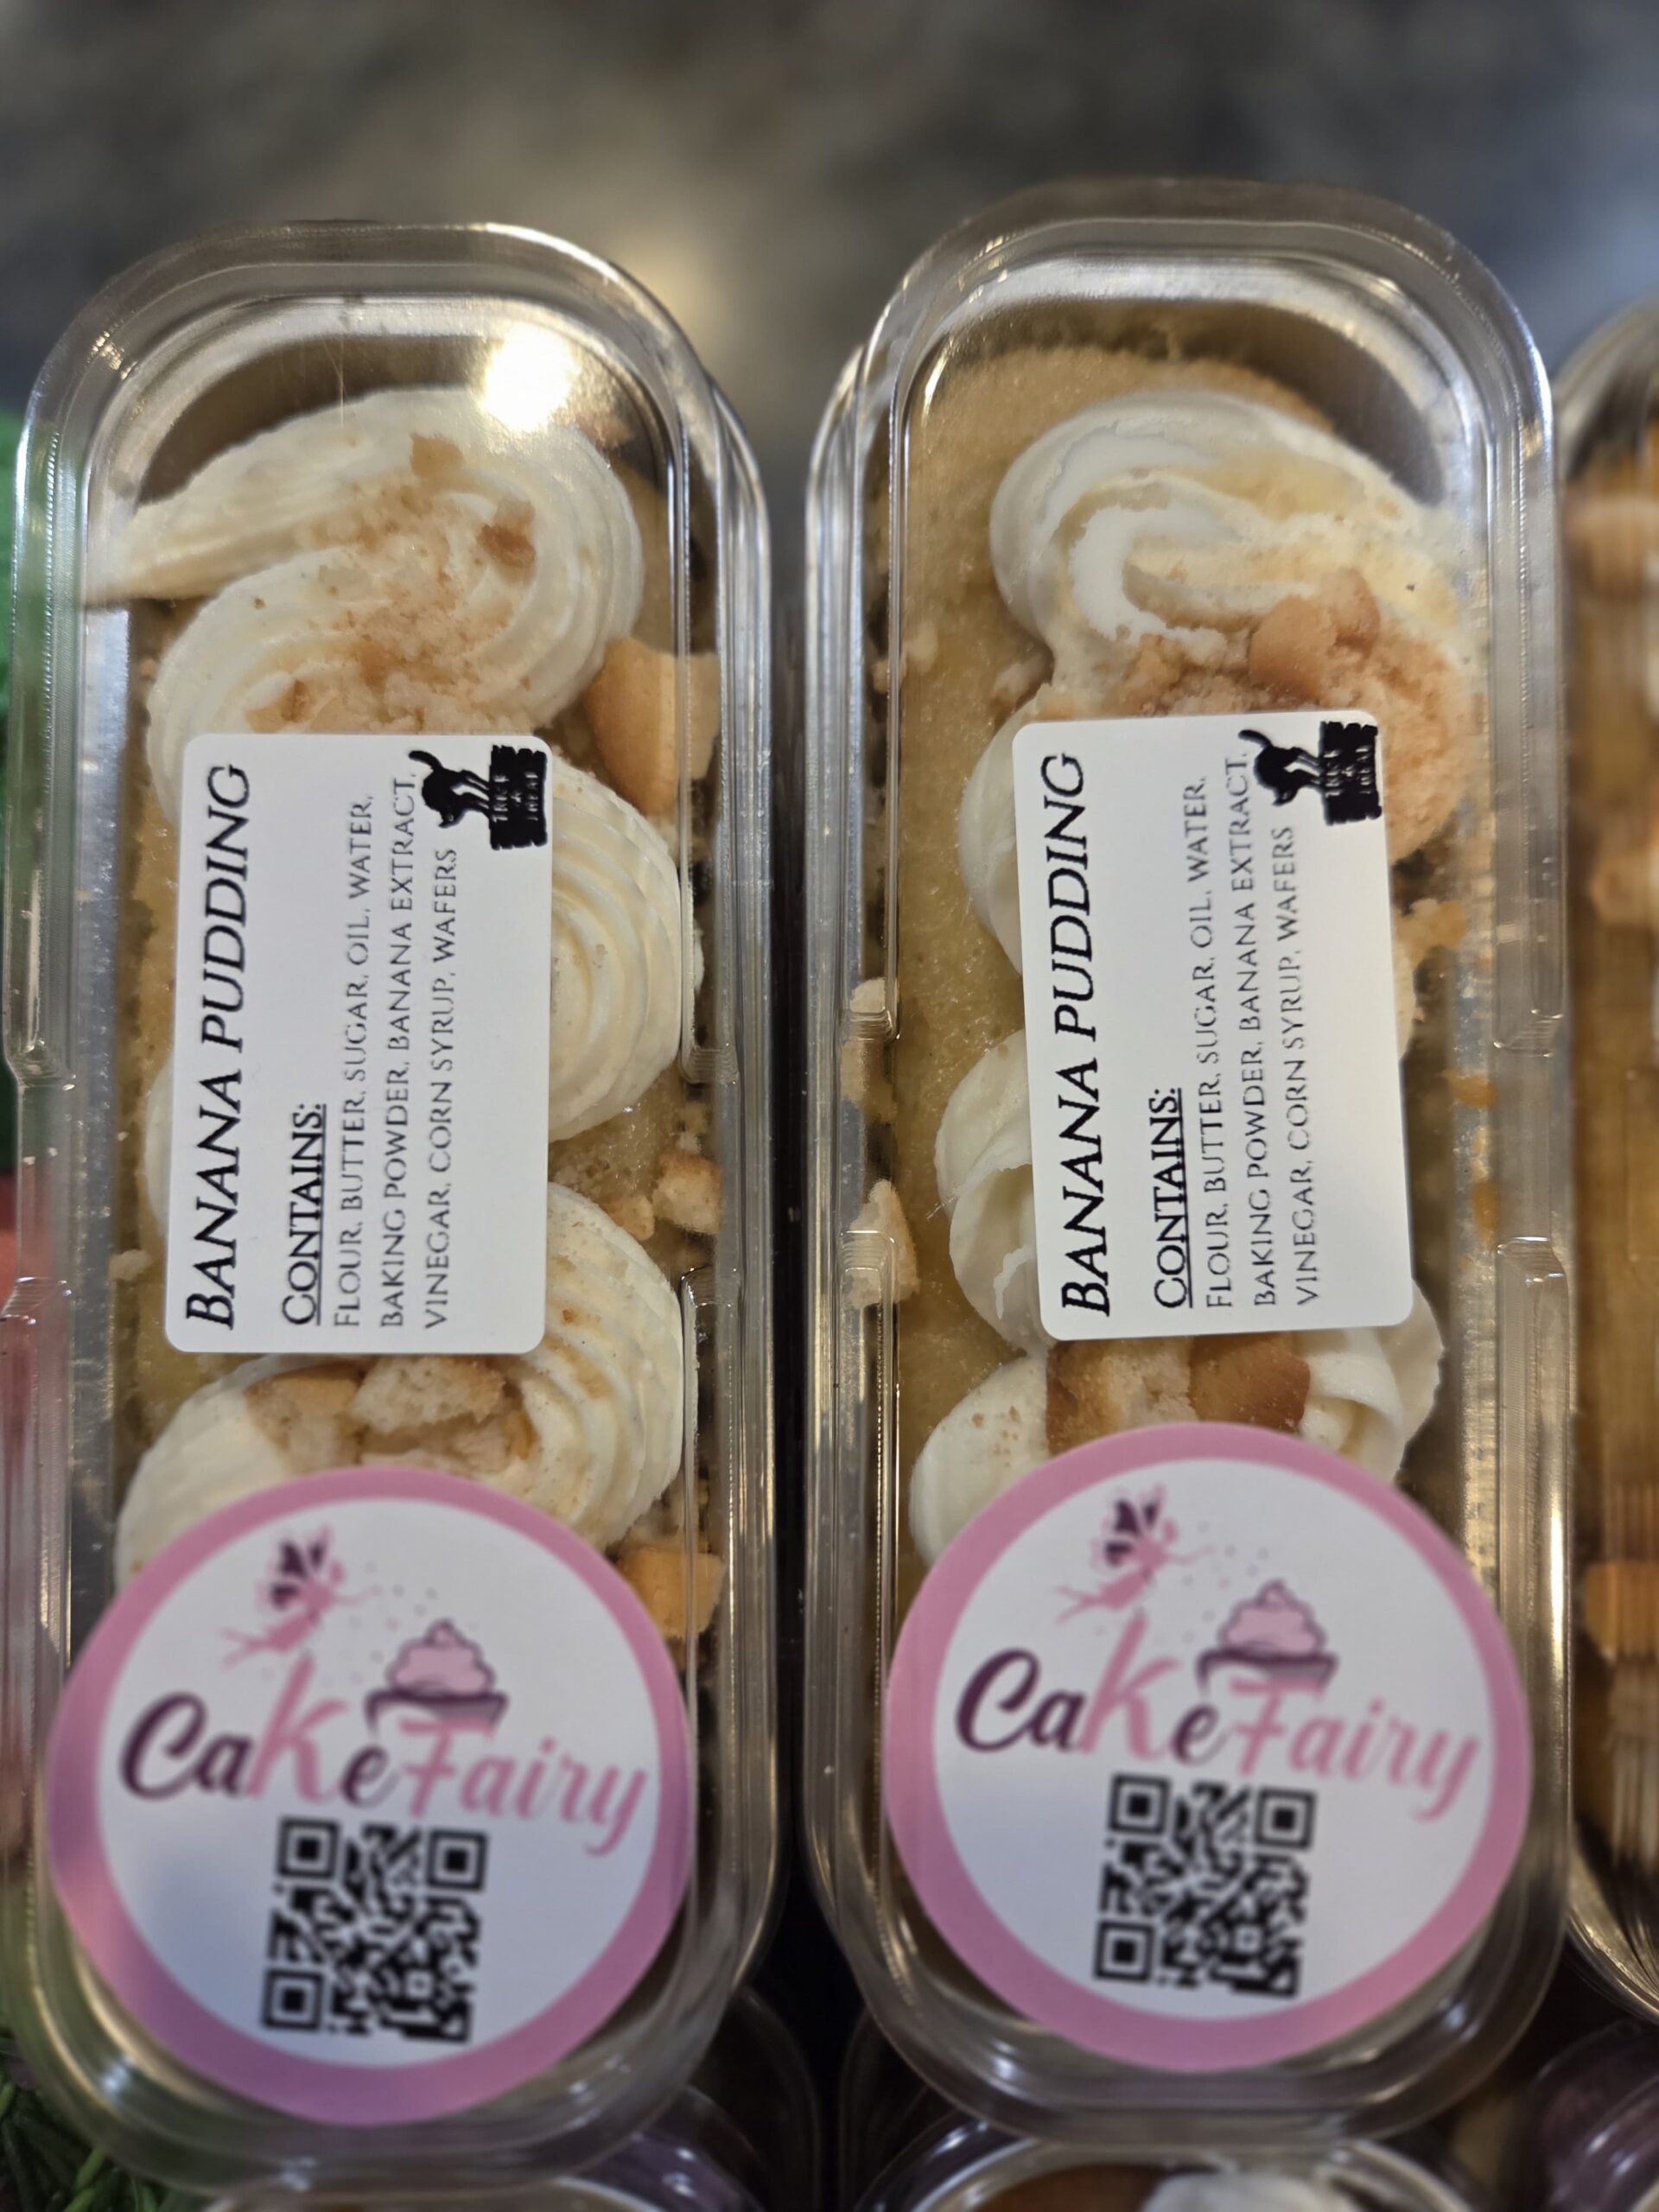 BANANA PUDDING
CONTAINS:
FLOUR, BUTTER, SUGAR, OIL, WATER,
BAKING POWDER, BANANA EXTRACT,
VINEGAR, CORN SYRUP, WAFERS
CakeFairy
BANANA PUDDING
CONTAINS:
FLOUR, BUTTER, SUGAR, OIL, WATER,
BAKING POWDER, BANANA EXTRACT,
VINEGAR, CORN SYRUP, WAFERS
CakeFairy